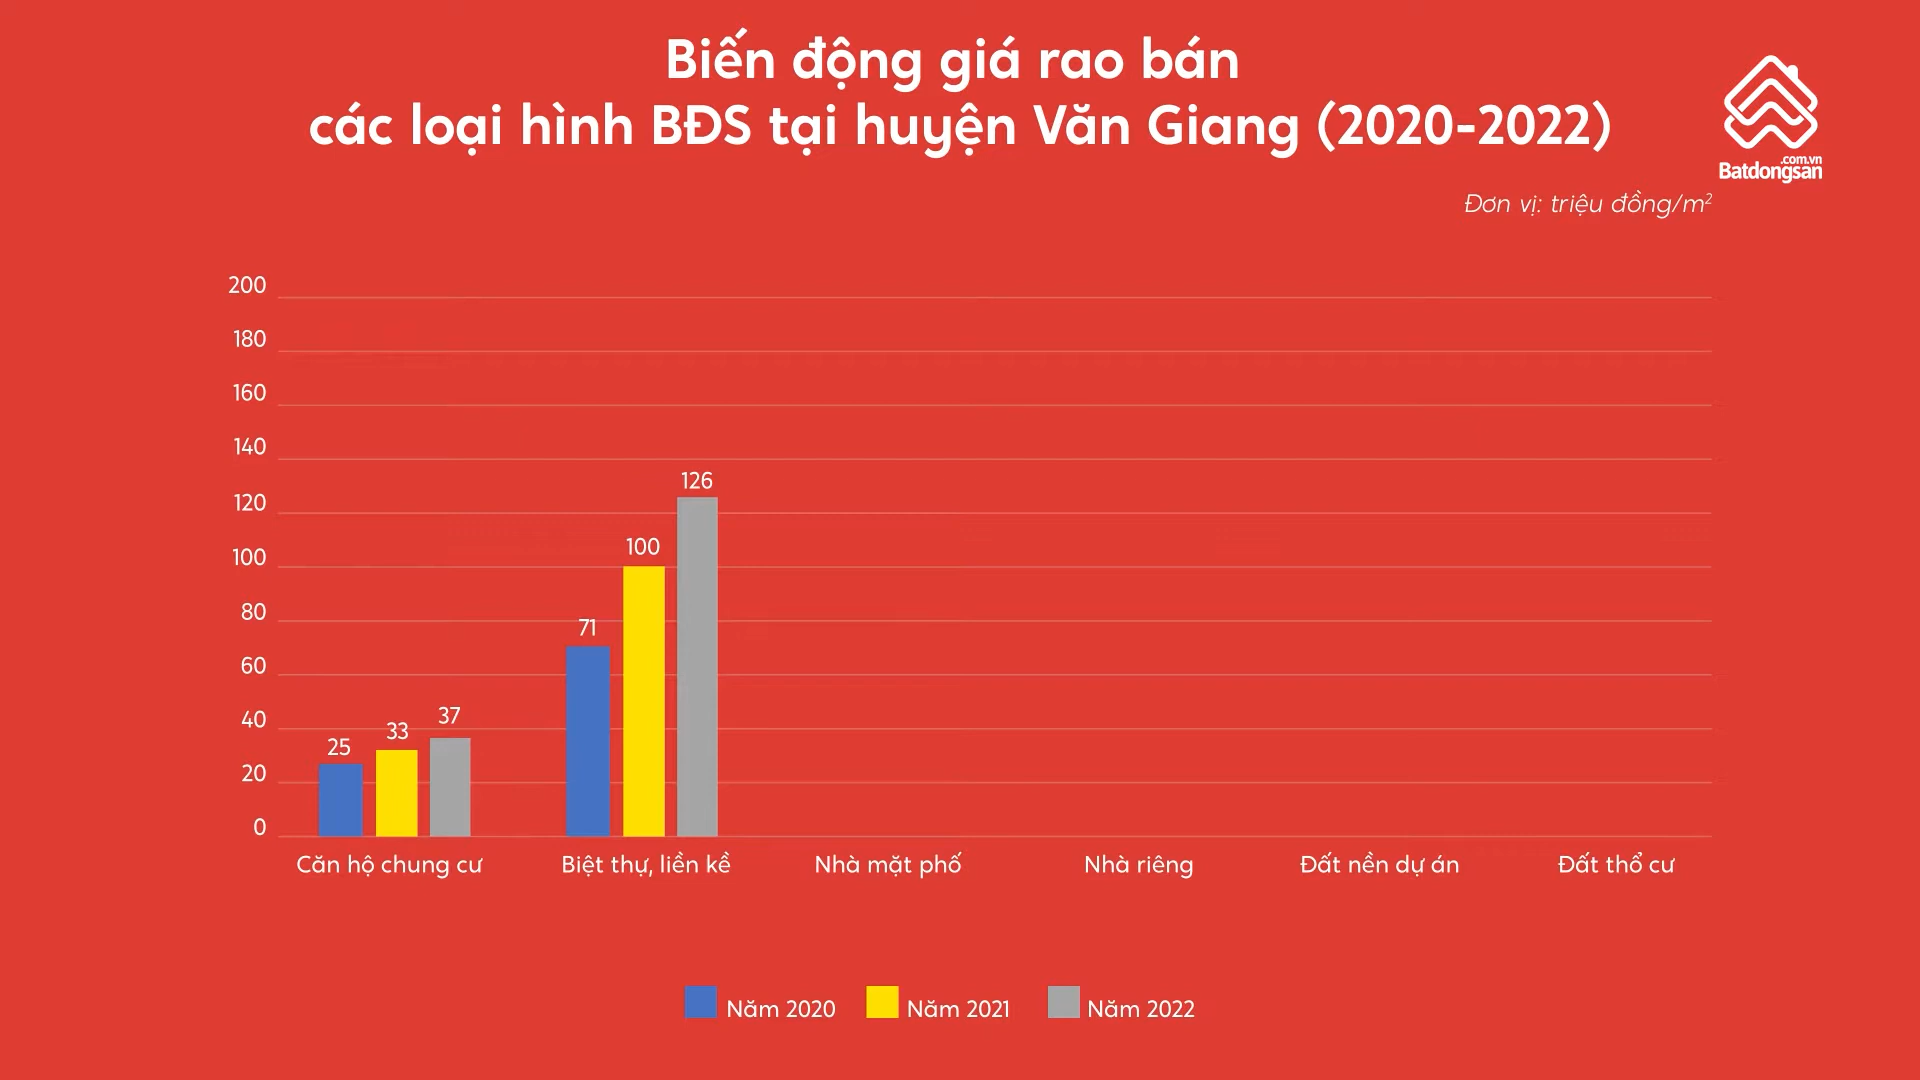 Biến động giá rao bán
các loại hình BĐS tại huyện Văn Giang (2020-2022)
.com.vn
Batdongsan
Đơn vị: triệu đồng/m²
200
180
160
140
120
100
80
60
40
20
0
25
33
37
71
100
126
Căn hộ chung cư
Biệt thự, liền kề
Nhà mặt phố
Nhà riêng
Đất nền dự án
Đất thổ cư
Năm 2020
Năm 2021
Năm 2022